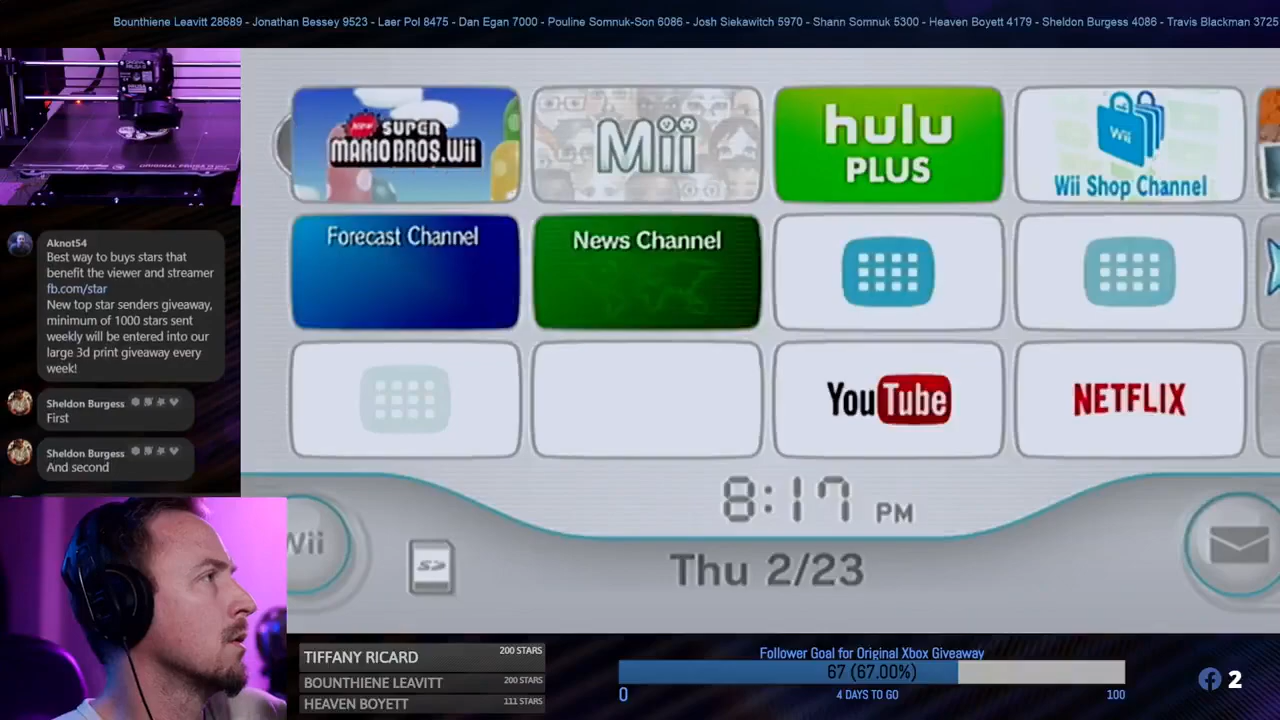 Bounthiene Leavitt 28689 - Jonathan Bessey 9523 - Laer Pol 8475 - Dan Egan 7000 - Pouline Somnuk-Son 6086 - Josh Siekawitch 5970 - Shann Somnuk 5300 - Heaven Boyett 4179 - Sheldon Burgess 4086 - Travis Blackman 3725
NEW SUPER
MARIO BROS. Wii
Mii
hulu
PLUS
Wii
Wii Shop Channel
Forecast Channel
News Channel
You Tube
NETFLIX
Aknot54
Best way to buys stars that
benefit the viewer and streamer
fb.com/star
New top star senders giveaway,
minimum of 1000 stars sent
weekly will be entered into our
large 3d print giveaway every
week!
Sheldon Burgess
First
Sheldon Burgess
And second
8:17 PM
Wii
SD
Thu 2/23
TIFFANY RICARD 200 STARS
BOUNTHIENE LEAVITT 200 STARS
HEAVEN BOYETT 111 STARS
Follower Goal for Original Xbox Giveaway
67 (67.00%)
0 4 DAYS TO GO 100
2